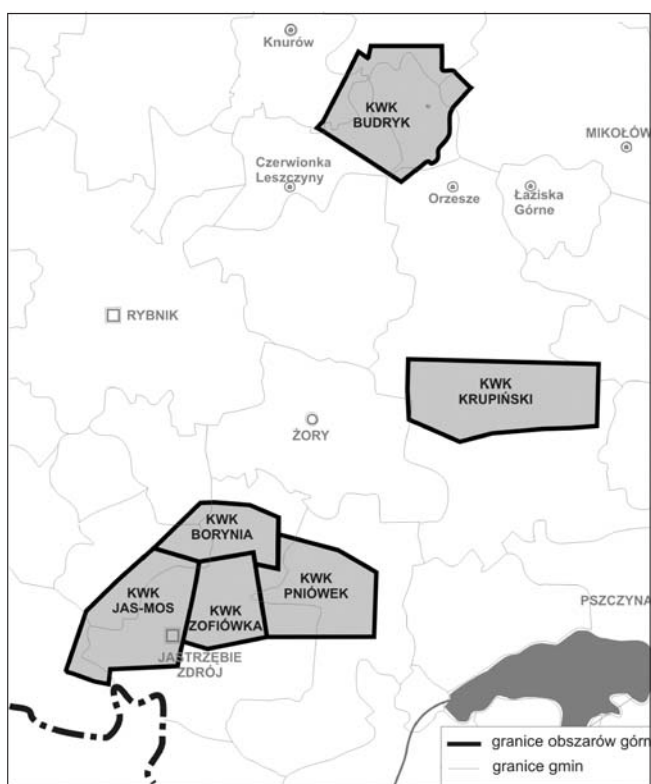 Knurów
KWK
BUDRYK
MIKOŁÓW
Czerwionka
Leszczyny
Orzesze
Łaziska
Górne
RYBNIK
KWK
KRUPIŃSKI
ŻORY
KWK
BORYNIA
KWK
PNIÓWEK
KWK
JAS-MOS
KWK
ZOFIÓWKA
PSZCZYNA
JASTRZĘBIE
ZDRÓJ
granice obszarów górn
granice gmin